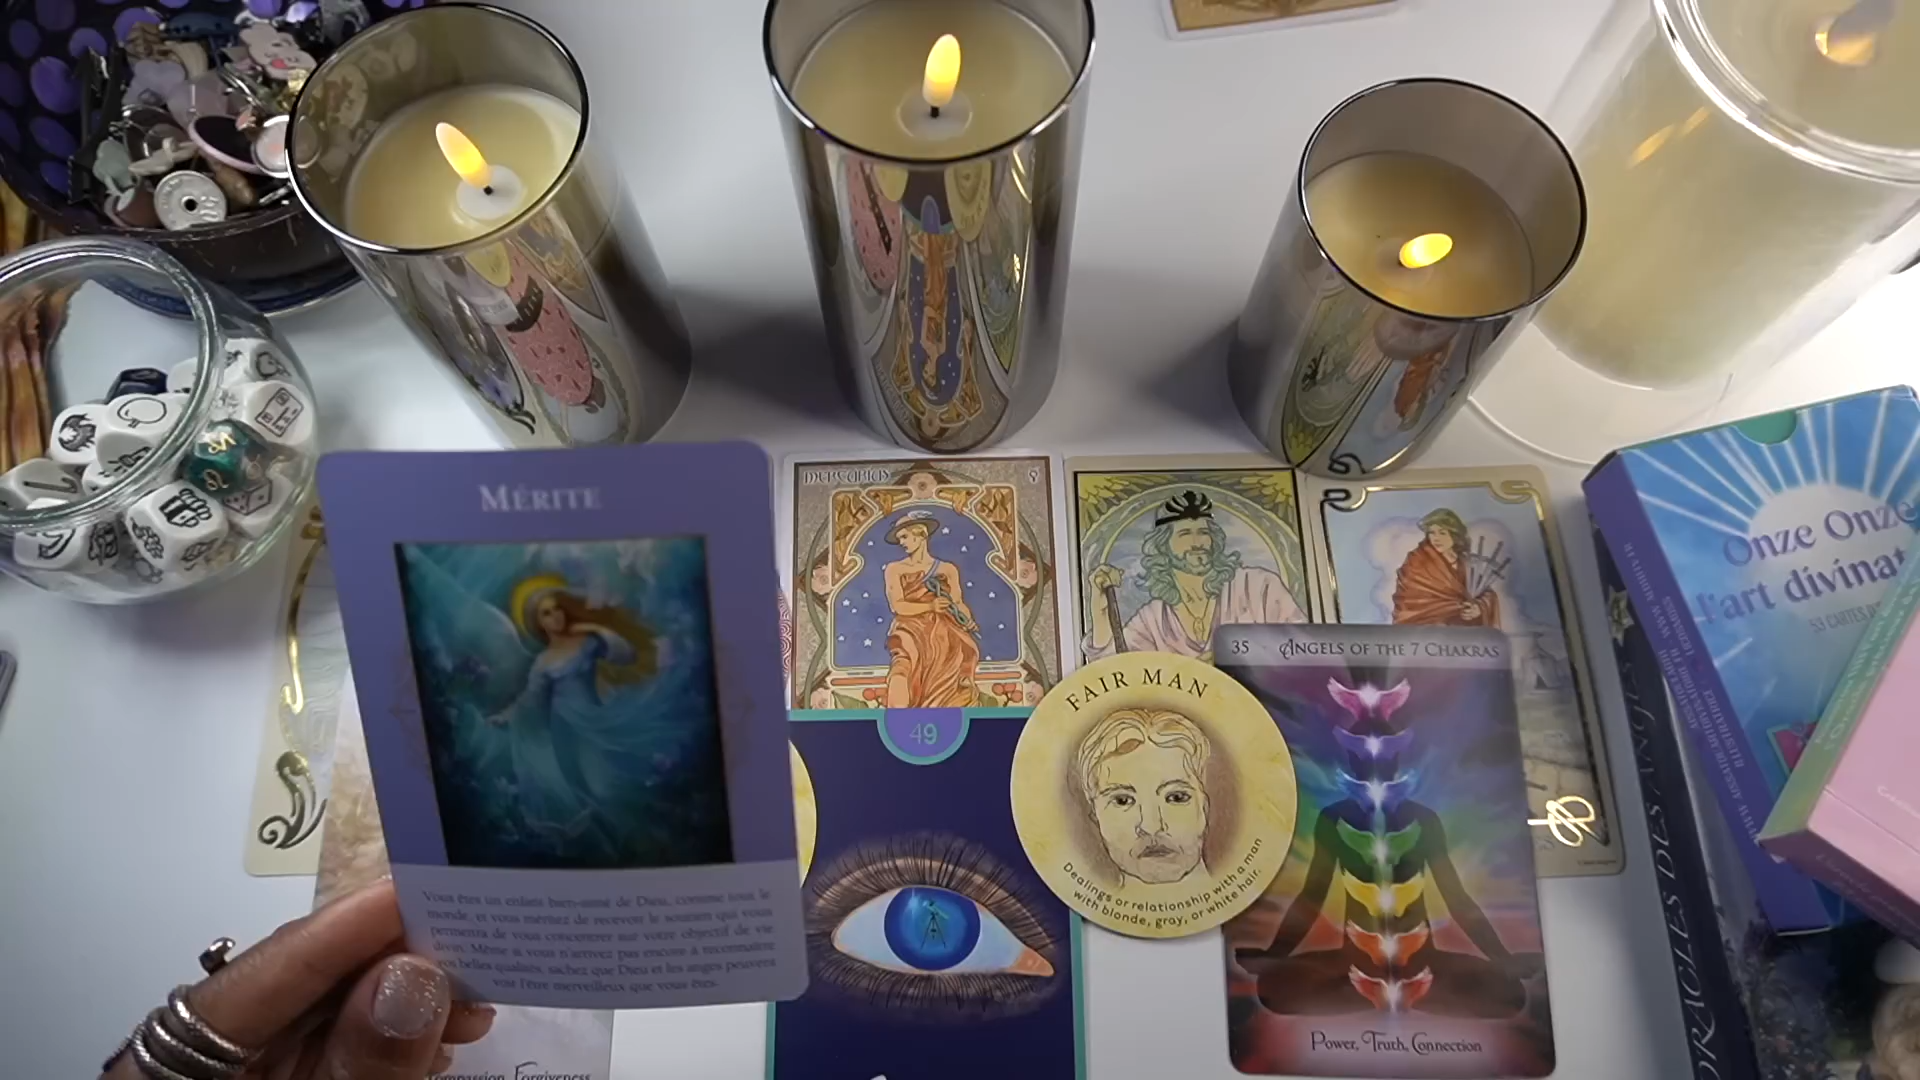 MÉRITE
Vous êtes un enfant bien-aimé de Dieu, comme tout le
monde, et vous méritez de recevoir le soutien qui vous
permettra de vous concentrer sur votre objectif de vie
divin. Même si vous n'arrivez pas encore à reconnaître
vos belles qualités, sachez que Dieu et les anges peuvent
voir l'être merveilleux que vous êtes.
MERCURIUS
49
FAIR MAN
Dealings or relationship with a man
with blonde, gray, or white hair.
35 ANGELS OF THE 7 CHAKRAS
Power, Truth, Connection
Compassion, Forgiveness
Onze Onze
l'art divinat
53 CARTES
ORACLES DES ANGES